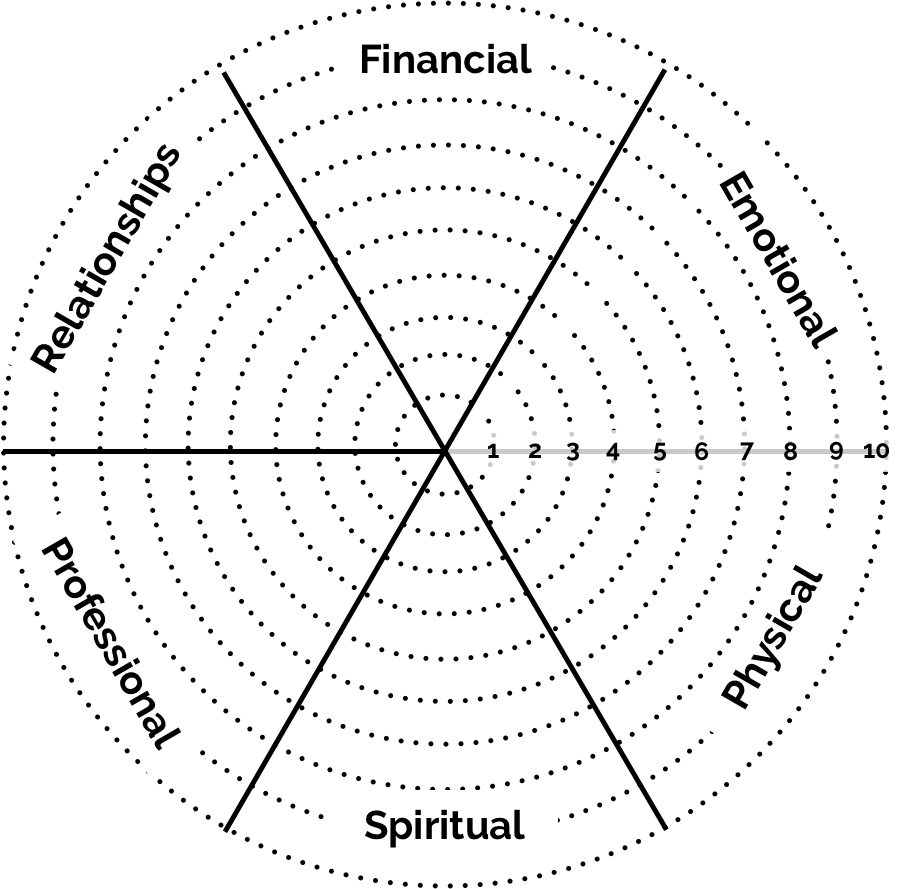 Financial
Relationships
Emotional
1 2 3 4 5 6 7 8 9 10
Professional
Physical
Spiritual